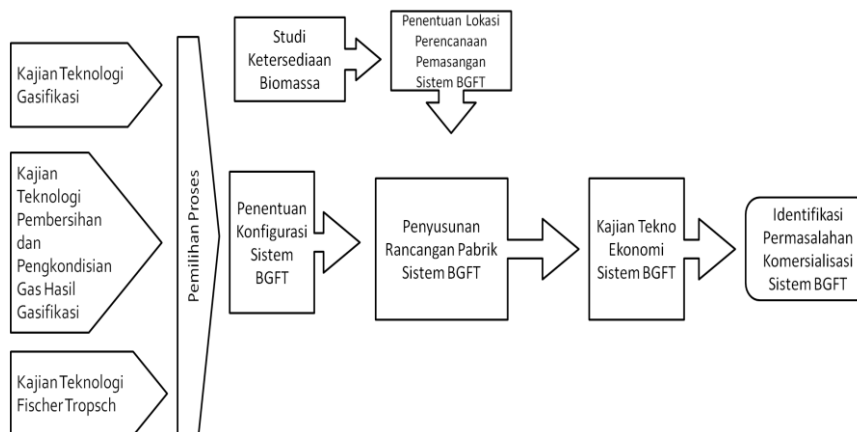 Kajian Teknologi
Gasifikasi
Kajian
Teknologi
Pembersihan
dan
Pengkondisian
Gas Hasil
Gasifikasi
Kajian Teknologi
Fischer Tropsch
Pemilihan Proses
Studi
Ketersediaan
Biomassa
Penentuan Lokasi
Perencanaan
Pemasangan
Sistem BGFT
Penentuan
Konfigurasi
Sistem
BGFT
Penyusunan
Rancangan Pabrik
Sistem BGFT
Kajian Tekno
Ekonomi
Sistem BGFT
Identifikasi
Permasalahan
Komersialisasi
Sistem BGFT